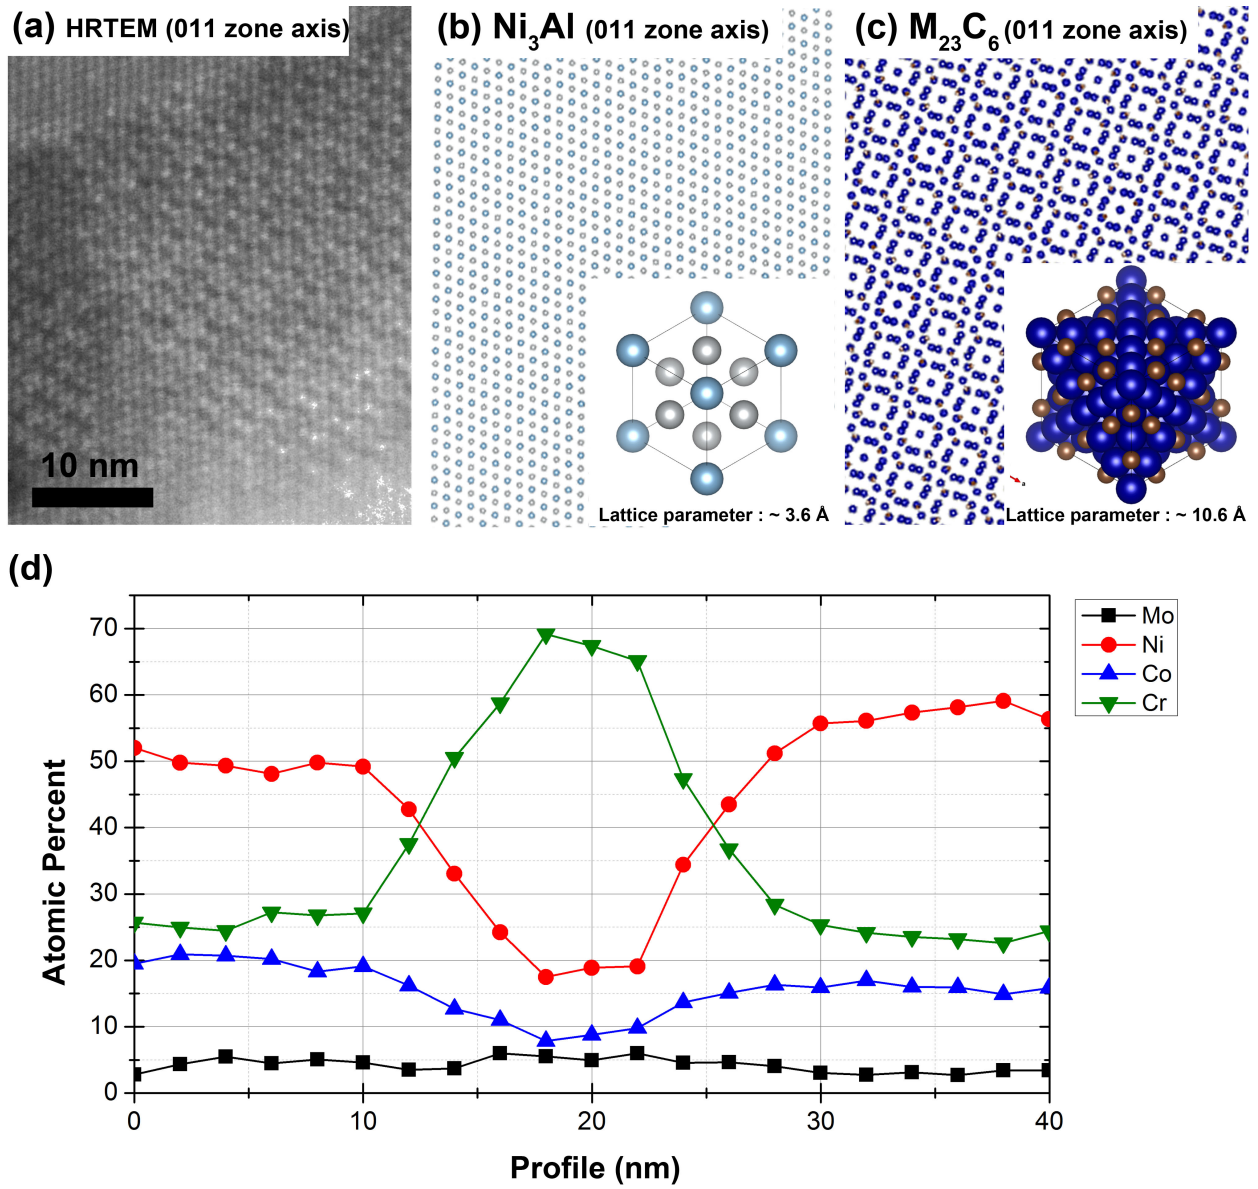 (a) HRTEM (011 zone axis)
(b) Ni3Al (011 zone axis)
(c) M23C6 (011 zone axis)
10 nm
Lattice parameter : ~ 3.6 Å
a
Lattice parameter : ~ 10.6 Å
(d)
Atomic Percent
70
60
50
40
30
20
10
0
0 10 20 30 40
Profile (nm)
Mo
Ni
Co
Cr